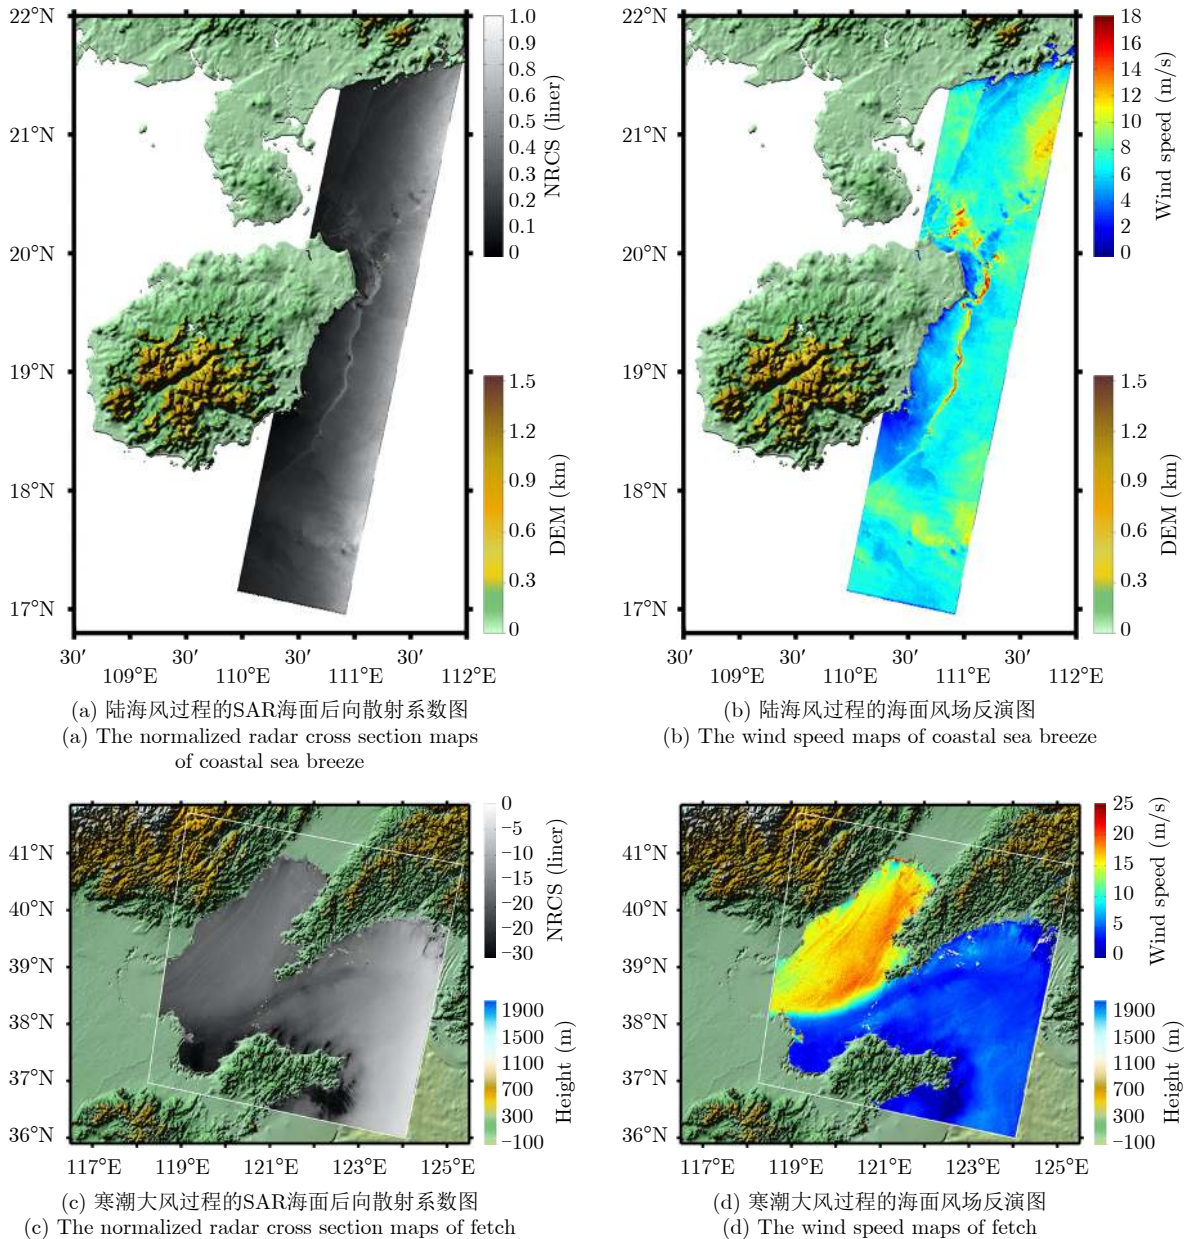 22°N
21°N
20°N
19°N
18°N
17°N
30′ 30′ 30′ 30′
109°E 110°E 111°E 112°E
1.0
0.9
0.8
0.7
0.6
0.5
0.4
0.3
0.2
0.1
0
NRCS (liner)
1.5
1.2
0.9
0.6
0.3
0
DEM (km)
(a) 陆海风过程的SAR海面后向散射系数图
(a) The normalized radar cross section maps
of coastal sea breeze
22°N
21°N
20°N
19°N
18°N
17°N
30′ 30′ 30′ 30′
109°E 110°E 111°E 112°E
18
16
14
12
10
8
6
4
2
0
Wind speed (m/s)
1.5
1.2
0.9
0.6
0.3
0
DEM (km)
(b) 陆海风过程的海面风场反演图
(b) The wind speed maps of coastal sea breeze
41°N
40°N
39°N
38°N
37°N
36°N
117°E 119°E 121°E 123°E 125°E
0
−5
−10
−15
−20
−25
−30
NRCS (liner)
1900
1500
1100
700
300
−100
Height (m)
(c) 寒潮大风过程的SAR海面后向散射系数图
(c) The normalized radar cross section maps of fetch
41°N
40°N
39°N
38°N
37°N
36°N
117°E 119°E 121°E 123°E 125°E
25
20
15
10
5
0
Wind speed (m/s)
1900
1500
1100
700
300
−100
Height (m)
(d) 寒潮大风过程的海面风场反演图
(d) The wind speed maps of fetch